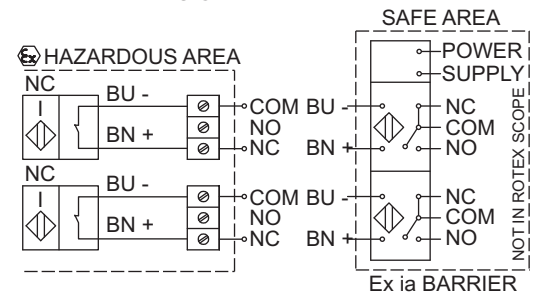 SAFE AREA
Ex HAZARDOUS AREA
POWER
SUPPLY
NC
I
BU -
BN +
COM
NO
NC
BU -
BN +
NC
COM
NO
NC
I
BU -
BN +
COM
NO
NC
BU -
BN +
NC
COM
NO
NOT IN ROTEX SCOPE
Ex ia BARRIER